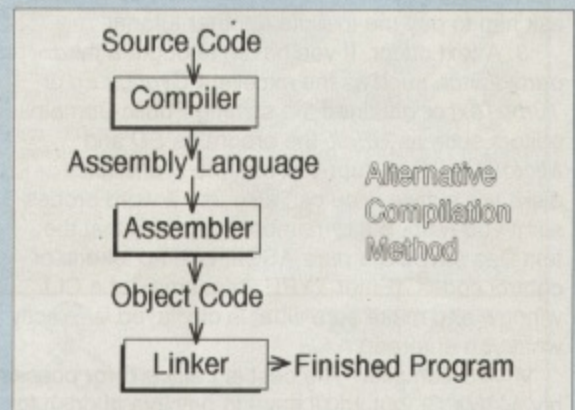 Source Code
Compiler
Assembly Language
Assembler
Object Code
Linker
Finished Program
Alternative
Compilation
Method